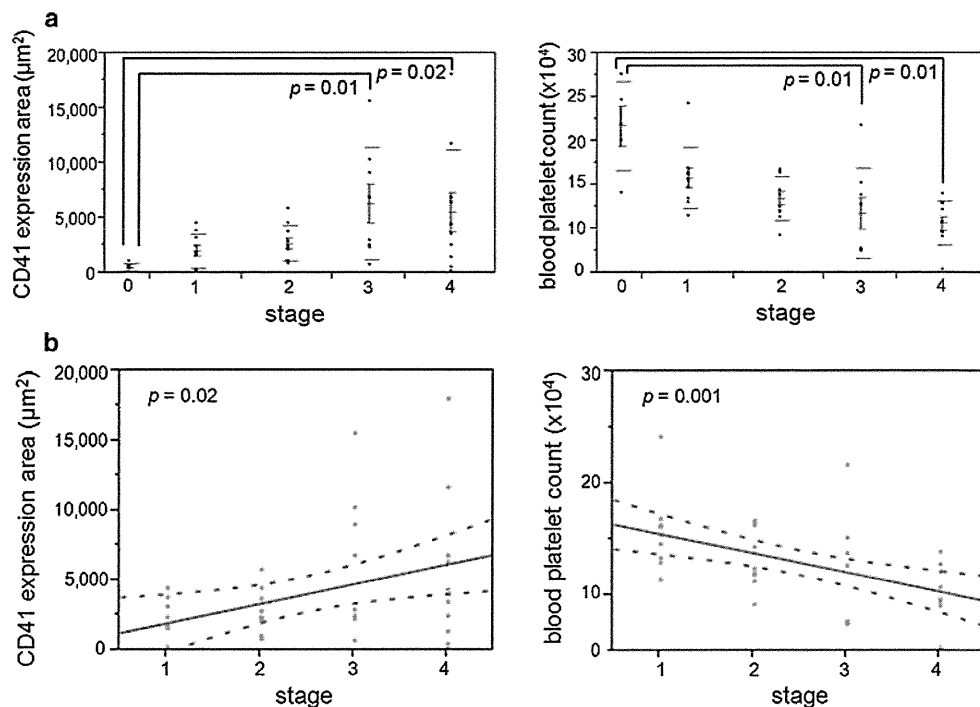 a
CD41 expression area (µm²)
20,000
15,000
10,000
5,000
0
p = 0.01
p = 0.02
0 1 2 3 4
stage
blood platelet count (x10⁴)
30
25
20
15
10
0
p = 0.01
p = 0.01
0 1 2 3 4
stage
b
CD41 expression area (µm²)
20,000
15,000
10,000
5,000
0
p = 0.02
1 2 3 4
stage
blood platelet count (x10⁴)
30
20
10
0
p = 0.001
1 2 3 4
stage